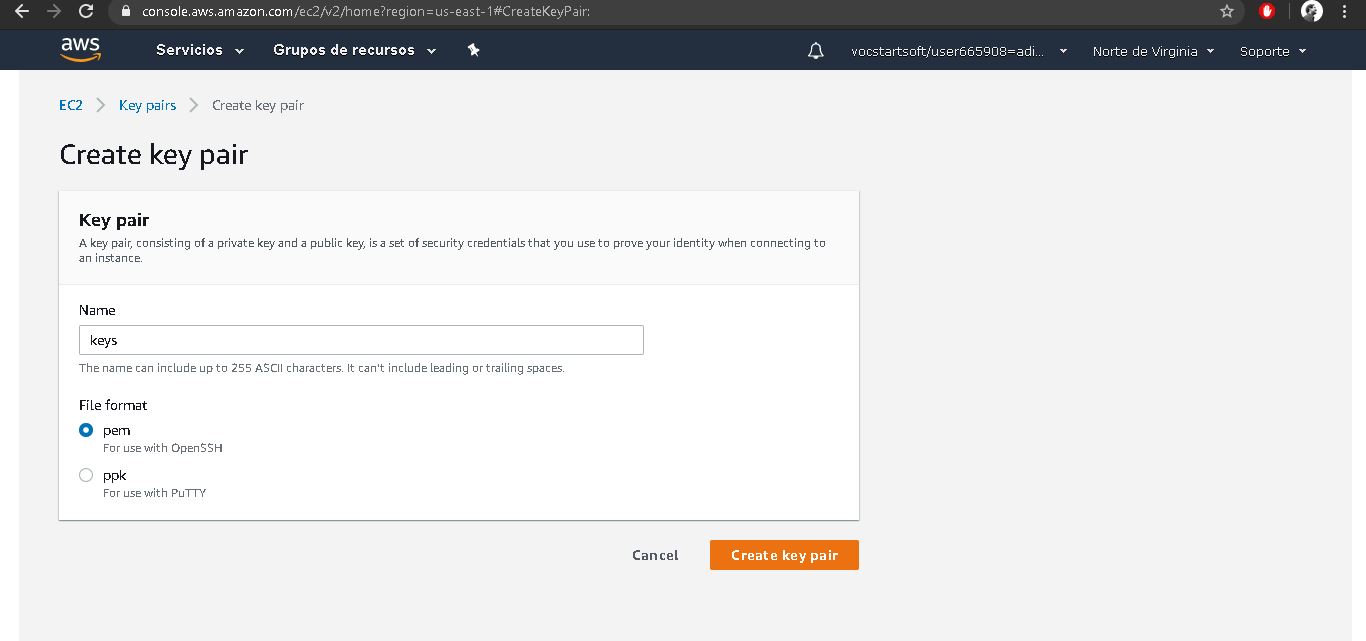 console.aws.amazon.com/ec2/v2/home?region=us-east-1#CreateKeyPair:
aws Servicios Grupos de recursos vocstartsoft/user665908=adi... Norte de Virginia Soporte
EC2 Key pairs Create key pair
Create key pair
Key pair
A key pair, consisting of a private key and a public key, is a set of security credentials that you use to prove your identity when connecting to
an instance.
Name
keys
The name can include up to 255 ASCII characters. It can't include leading or trailing spaces.
File format
pem
For use with OpenSSH
ppk
For use with PuTTY
Cancel Create key pair